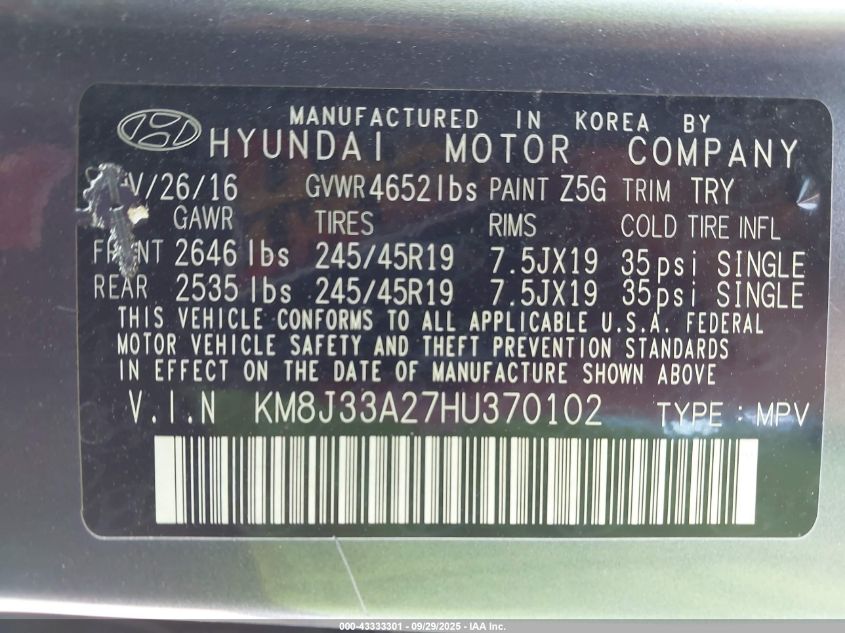 MANUFACTURED IN KOREA BY
HYUNDAI MOTOR COMPANY
/26/16 GVWR 4652lbs PAINT Z5G TRIM TRY
GAWR TIRES RIMS COLD TIRE INFL
FRONT 2646 lbs 245/45R19 7.5JX19 35psi SINGLE
REAR 2535 lbs 245/45R19 7.5JX19 35psi SINGLE
THIS VEHICLE CONFORMS TO ALL APPLICABLE U.S.A. FEDERAL
MOTOR VEHICLE SAFETY AND THEFT PREVENTION STANDARDS
IN EFFECT ON THE DATE OF MANUFACTURE SHOWN ABOVE
V.I.N KM8J33A27HU370102 TYPE : MPV
000-43333301 - 09/29/2025 - IAA Inc.